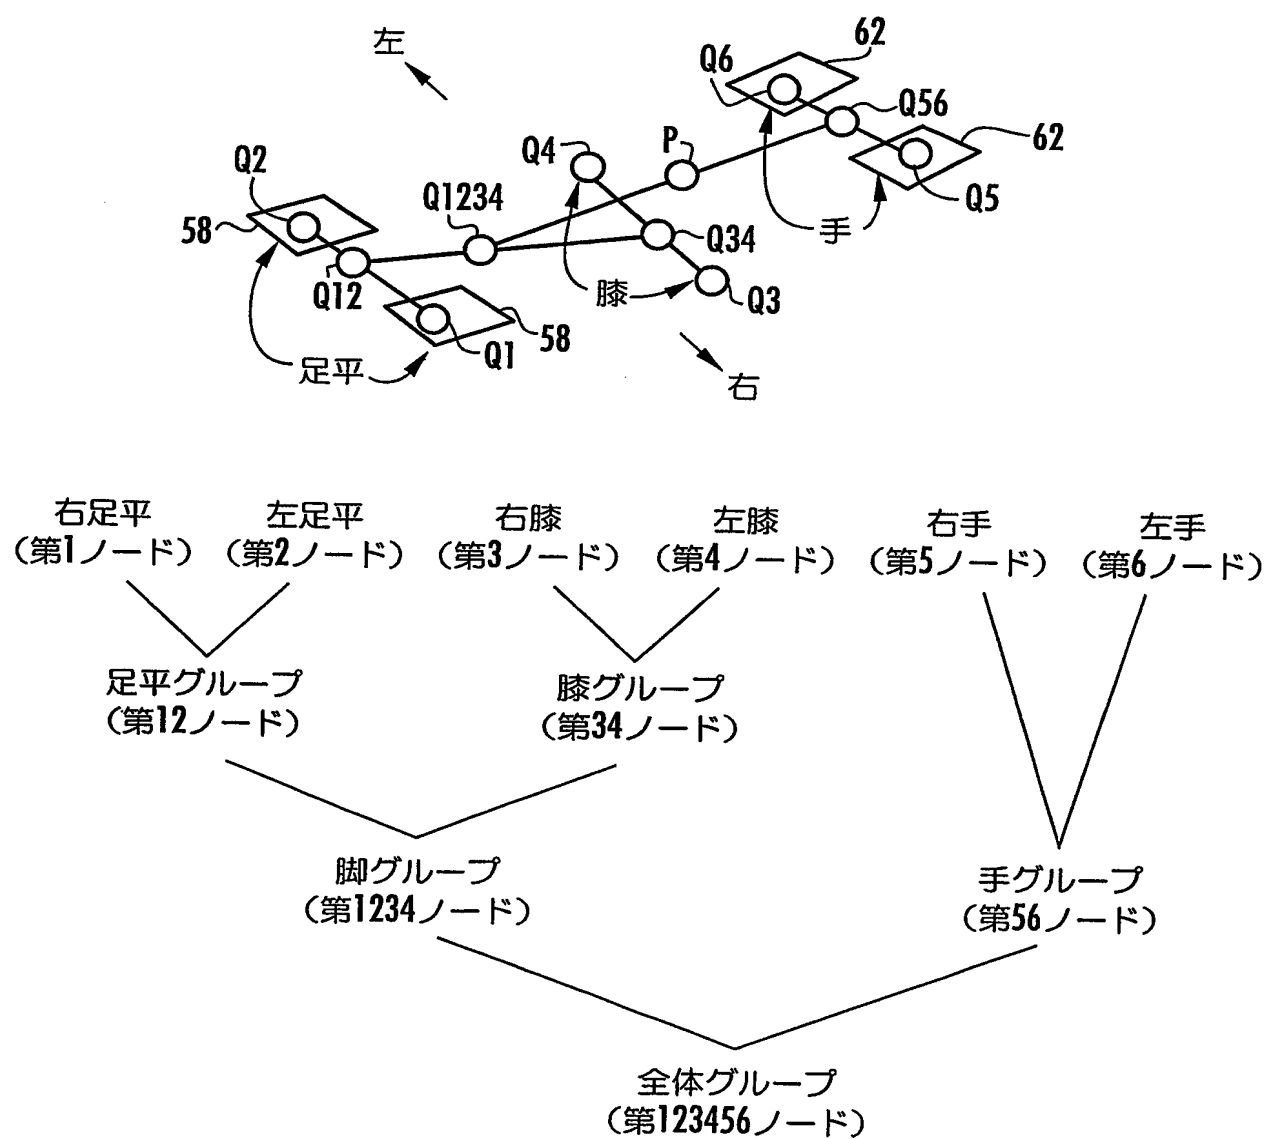 左
62
Q6
Q56
P
62
Q4
Q2
Q1234
Q5
58
Q34
手
Q12
膝
Q3
58
Q1
足平
右
右足平 左足平 右膝 左膝 右手 左手
(第1ノード) (第2ノード) (第3ノード) (第4ノード) (第5ノード) (第6ノード)
足平グループ 膝グループ
(第12ノード) (第34ノード)
脚グループ 手グループ
(第1234ノード) (第56ノード)
全体グループ
(第123456ノード)